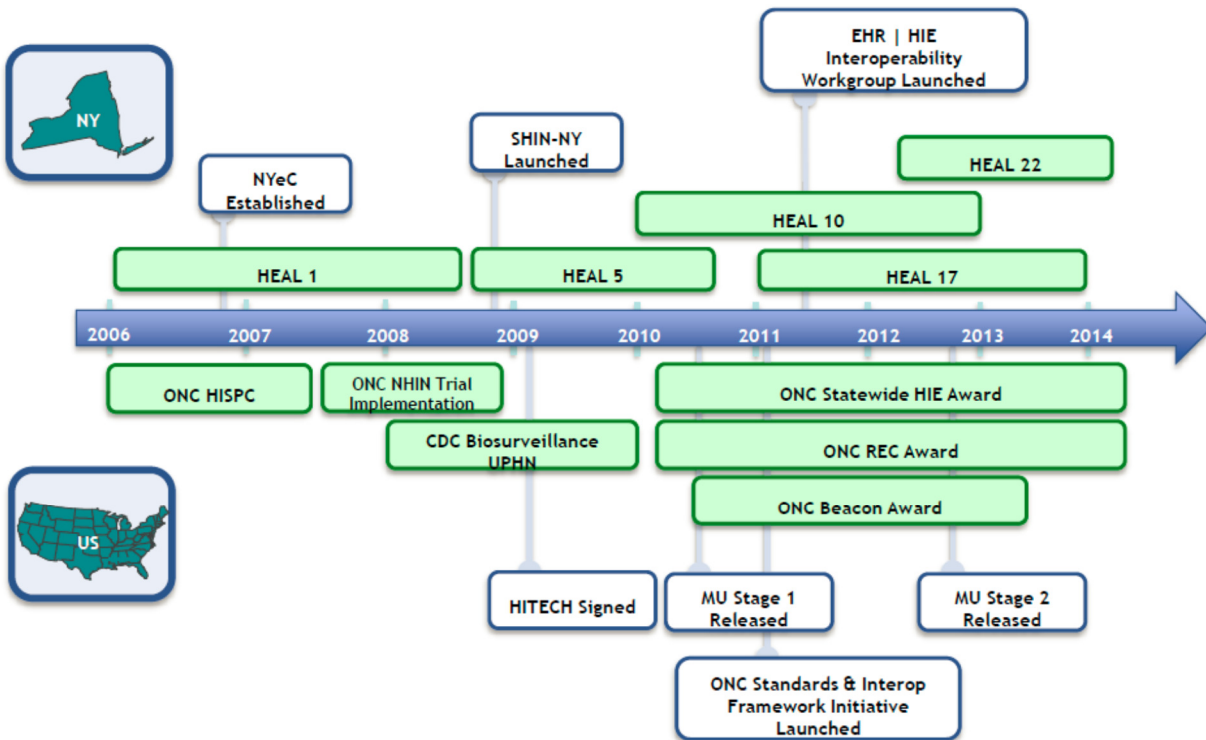 EHR | HIE
Interoperability
Workgroup Launched
NY
SHIN-NY
Launched
HEAL 22
NYeC
Established
HEAL 10
HEAL 1
HEAL 5
HEAL 17
2006
2007
2008
2009
2010
2011
2012
2013
2014
ONC HISPC
ONC NHIN Trial
Implementation
ONC Statewide HIE Award
CDC Biosurveillance
UPHN
ONC REC Award
ONC Beacon Award
US
HITECH Signed
MU Stage 1
Released
MU Stage 2
Released
ONC Standards & Interop
Framework Initiative
Launched